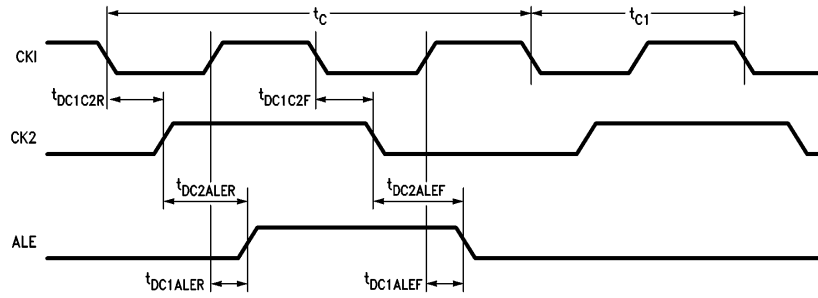 tC
tC1
CKI
tDC1C2R
tDC1C2F
CK2
tDC2ALER
tDC2ALEF
ALE
tDC1ALER
tDC1ALEF